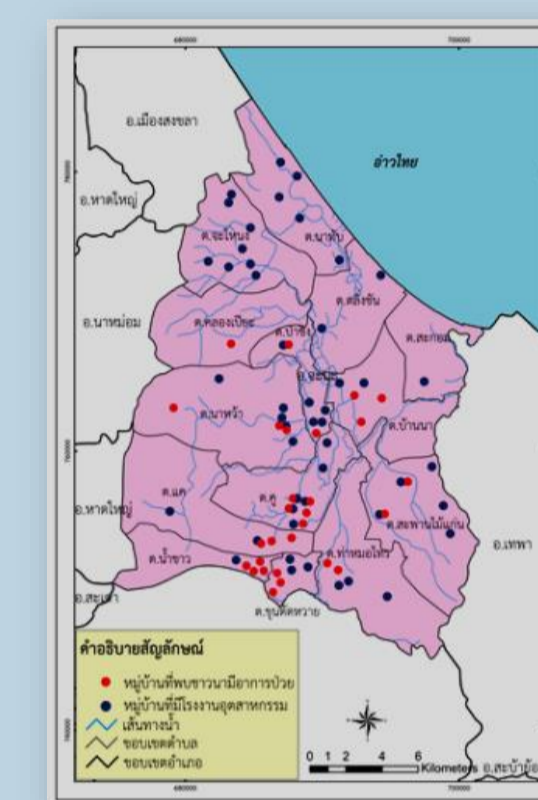 680000 700000
อ.เมืองสงขลา
อ่าวไทย
อ.หาดใหญ่
ต.จะโหนง
ต.นาทับ
ต.ตลิ่งชัน
อ.นาหม่อม
ต.คลองเปียะ
ต.ป่าชิง
ต.สะกอม
อ.จะนะ
ต.นาหว้า
ต.บ้านนา
ต.แค
ต.คู
อ.หาดใหญ่
ต.สะพานไม้แก่น
อ.เทพา
ต.น้ำขาว
ต.ท่าหมอไทร
อ.สะเดา
ต.ขุนตัดหวาย
คำอธิบายสัญลักษณ์
หมู่บ้านที่พบชาวนามีอาการป่วย
หมู่บ้านที่มีโรงงานอุตสาหกรรม
เส้นทางน้ำ
ขอบเขตตำบล
ขอบเขตอำเภอ
0 1 2 4 6
Kilometers
อ.สะบ้าย้อ
680000 700000